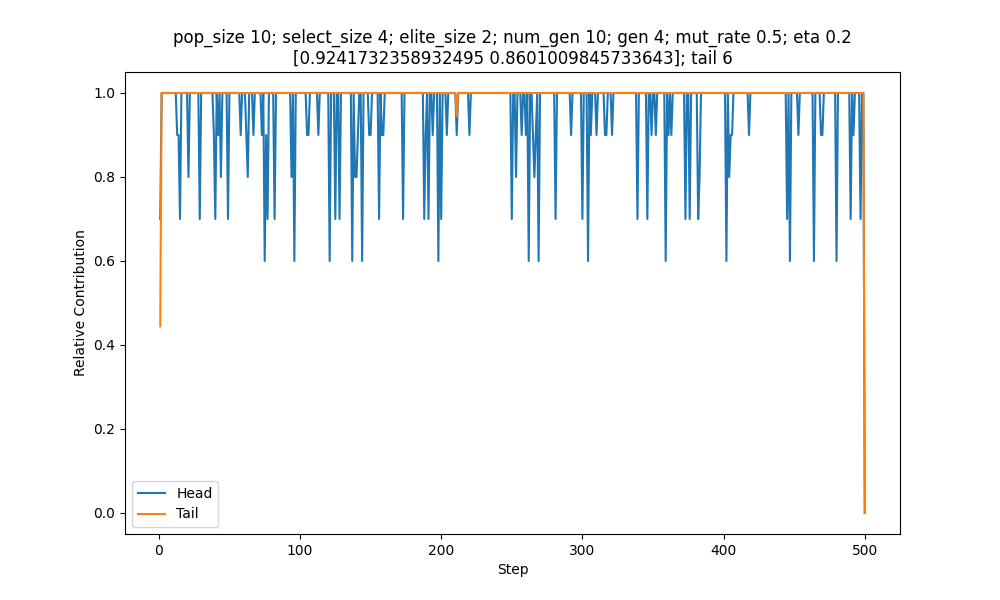 pop_size 10; select_size 4; elite_size 2; num_gen 10; gen 4; mut_rate 0.5; eta 0.2
[0.9241732358932495 0.8601009845733643]; tail 6
1.0
0.8
0.6
0.4
0.2
0.0
Relative Contribution
Head
Tail
0
100
200
300
400
500
Step